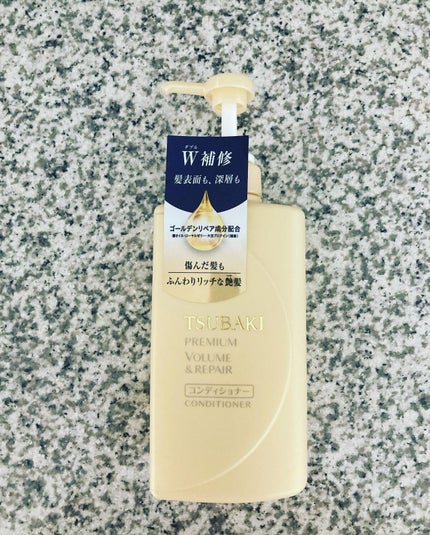 ダブル
W補修
髪表面も、深層も
ゴールデンリペア成分配合
傷んだ髪も
ふんわりリッチな艶髪
TSUBAKI
PREMIUM
VOLUME
& REPAIR
コンディショナー
CONDITIONER